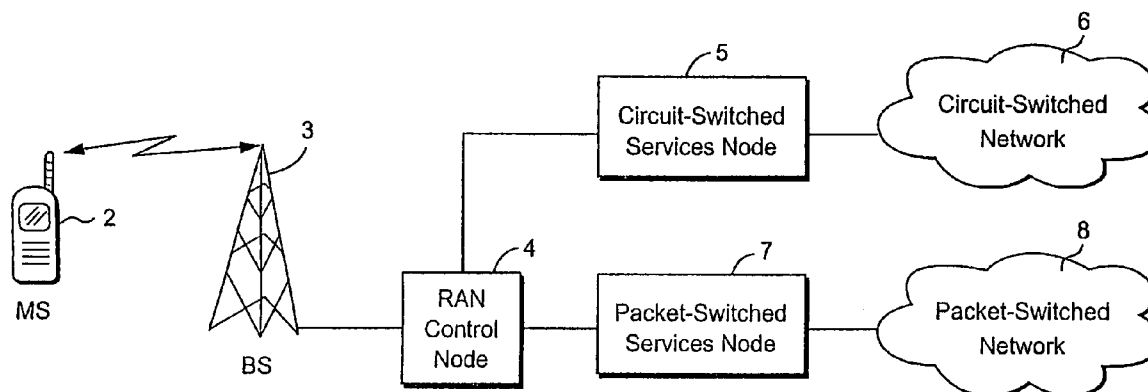 6
5
Circuit-Switched
Services Node
Circuit-Switched
Network
3
2
MS
BS
4
RAN
Control
Node
7
Packet-Switched
Services Node
8
Packet-Switched
Network